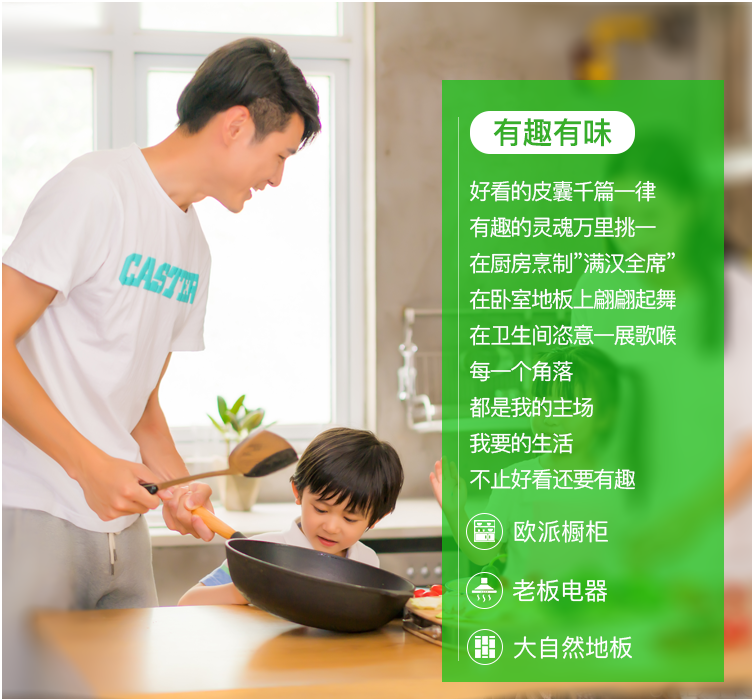 CASTER
有趣有味
好看的皮囊千篇一律
有趣的灵魂万里挑一
在厨房烹制”满汉全席”
在卧室地板上翩翩起舞
在卫生间恣意一展歌喉
每一个角落
都是我的主场
我要的生活
不止好看还要有趣
欧派橱柜
老板电器
大自然地板